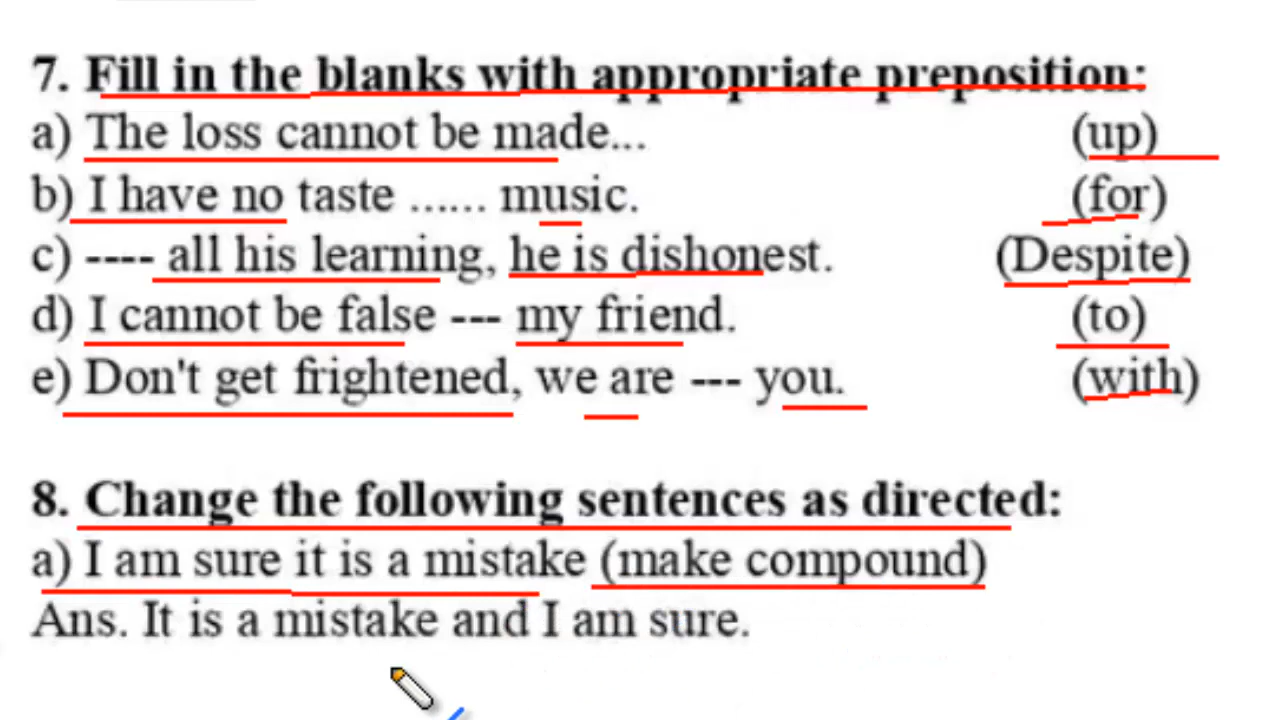 7. Fill in the blanks with appropriate preposition:
a) The loss cannot be made... (up)
b) I have no taste ...... music. (for)
c) ---- all his learning, he is dishonest. (Despite)
d) I cannot be false --- my friend. (to)
e) Don't get frightened, we are --- you. (with)
8. Change the following sentences as directed:
a) I am sure it is a mistake (make compound)
Ans. It is a mistake and I am sure.